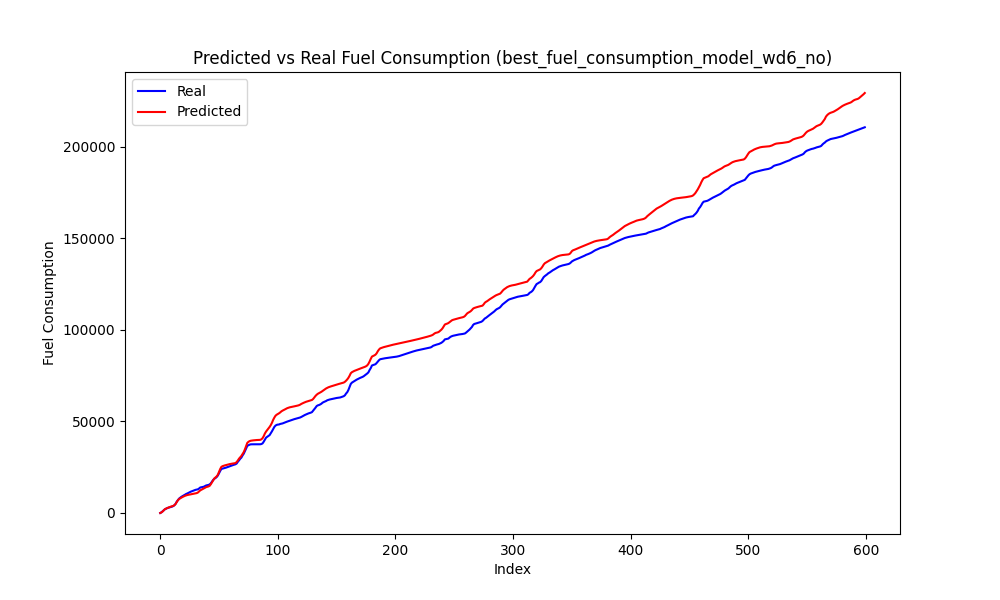 Predicted vs Real Fuel Consumption (best_fuel_consumption_model_wd6_no)
Real
Predicted
Fuel Consumption
200000
150000
100000
50000
0
0 100 200 300 400 500 600
Index